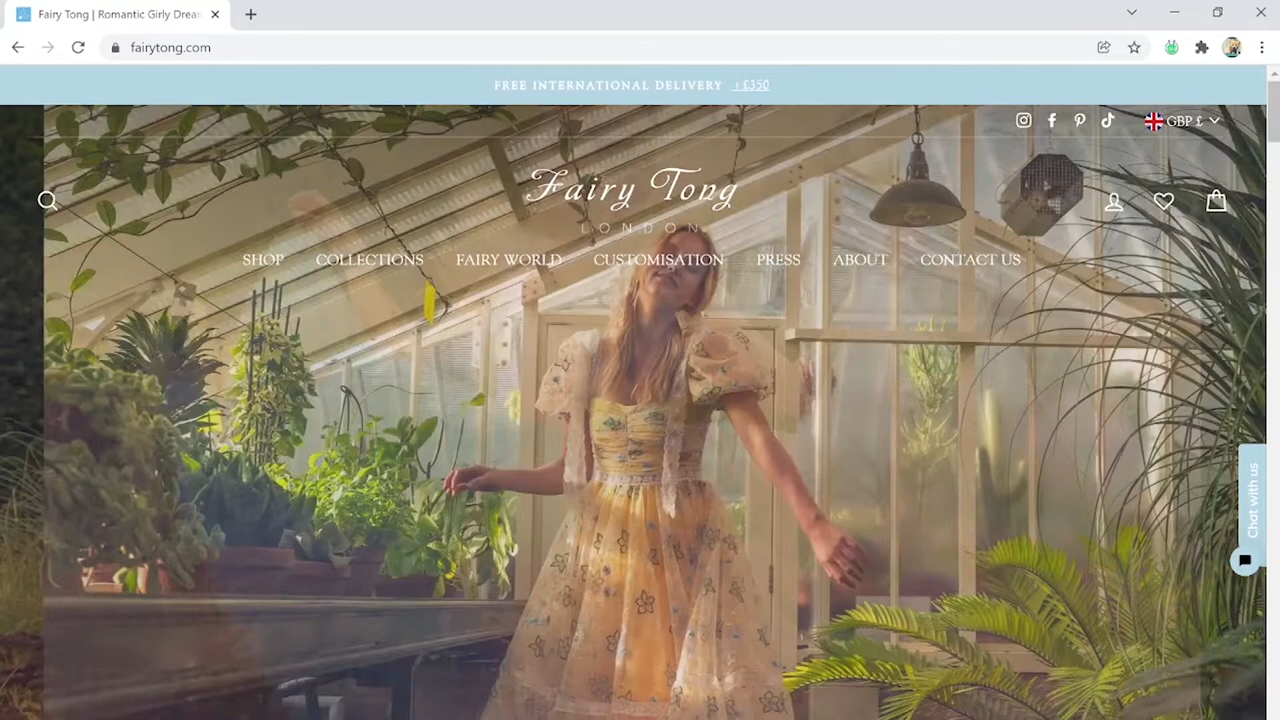 Fairy Tong | Romantic Girly Drear
fairytong.com
FREE INTERNATIONAL DELIVERY + £350
GBP £
Fairy Tong
LONDON
SHOP COLLECTIONS FAIRY WORLD CUSTOMISATION PRESS ABOUT CONTACT US
Chat with us